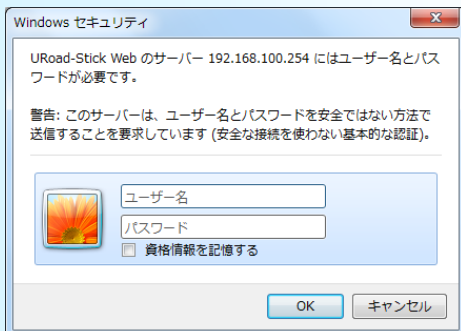 Windows セキュリティ
URoad-Stick Web のサーバー 192.168.100.254 にはユーザー名とパス
ワードが必要です。
警告: このサーバーは、ユーザー名とパスワードを安全ではない方法で
送信することを要求しています (安全な接続を使わない基本的な認証)。
ユーザー名
パスワード
資格情報を記憶する
OK
キャンセル